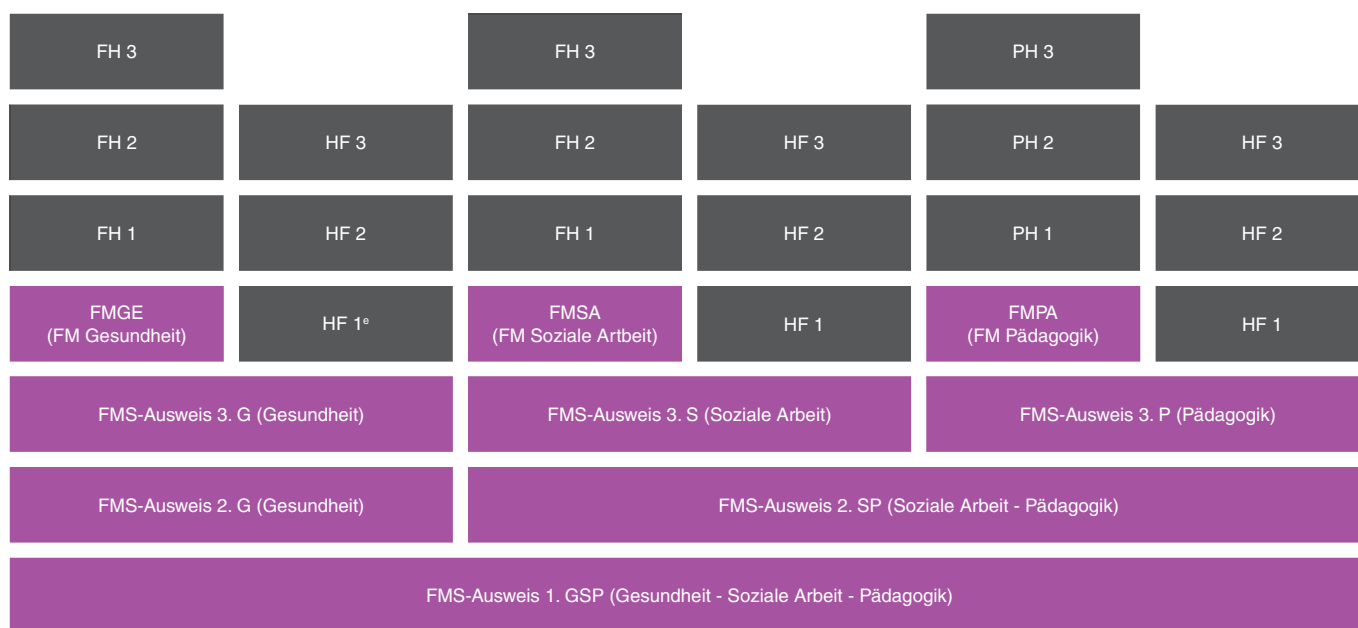 FH 3
FH 3
PH 3
FH 2
HF 3
FH 2
HF 3
PH 2
HF 3
FH 1
HF 2
FH 1
HF 2
PH 1
HF 2
FMGE
(FM Gesundheit)
HF 1ᵉ
FMSA
(FM Soziale Artbeit)
HF 1
FMPA
(FM Pädagogik)
HF 1
FMS-Ausweis 3. G (Gesundheit)
FMS-Ausweis 3. S (Soziale Arbeit)
FMS-Ausweis 3. P (Pädagogik)
FMS-Ausweis 2. G (Gesundheit)
FMS-Ausweis 2. SP (Soziale Arbeit - Pädagogik)
FMS-Ausweis 1. GSP (Gesundheit - Soziale Arbeit - Pädagogik)